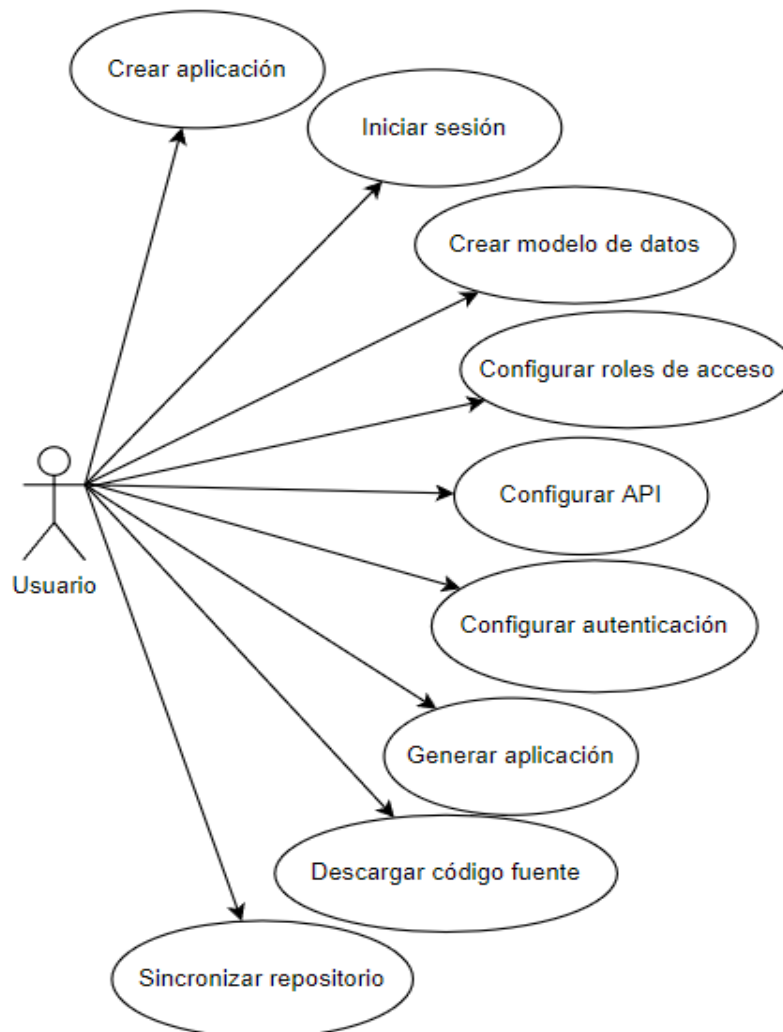 Crear aplicación
Iniciar sesión
Crear modelo de datos
Configurar roles de acceso
Configurar API
Usuario
Configurar autenticación
Generar aplicación
Descargar código fuente
Sincronizar repositorio